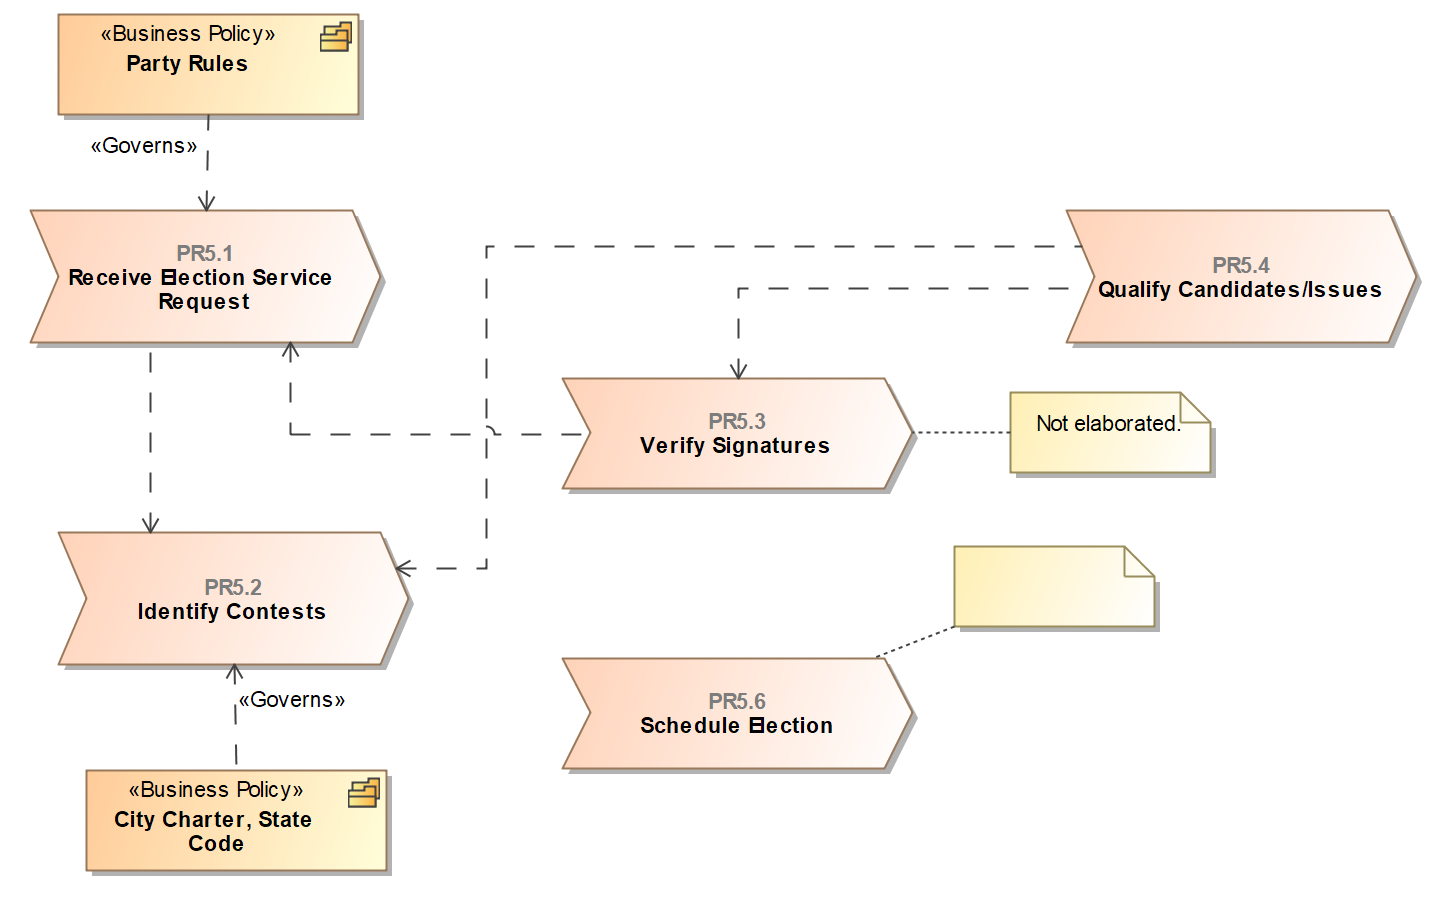 «Business Policy»
Party Rules
«Governs»
PR5.1
Receive Election Service
Request
PR5.4
Qualify Candidates/Issues
PR5.3
Verify Signatures
Not elaborated.
PR5.2
Identify Contests
«Governs»
PR5.6
Schedule Election
«Business Policy»
City Charter, State
Code